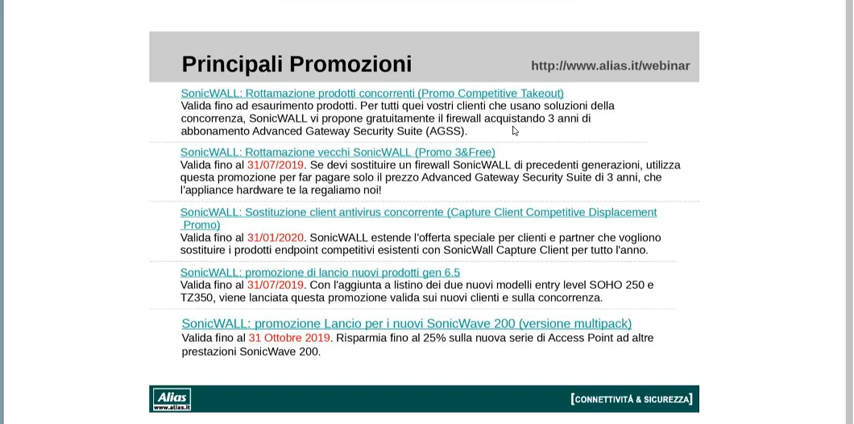 Principali Promozioni
http://www.alias.it/webinar
SonicWALL: Rottamazione prodotti concorrenti (Promo Competitive Takeout)
Valida fino ad esaurimento prodotti. Per tutti quei vostri clienti che usano soluzioni della
concorrenza, SonicWALL vi propone gratuitamente il firewall acquistando 3 anni di
abbonamento Advanced Gateway Security Suite (AGSS).
SonicWALL: Rottamazione vecchi SonicWALL (Promo 3&Free)
Valida fino al 31/07/2019. Se devi sostituire un firewall SonicWALL di precedenti generazioni, utilizza
questa promozione per far pagare solo il prezzo Advanced Gateway Security Suite di 3 anni, che
l'appliance hardware te la regaliamo noi!
SonicWALL: Sostituzione client antivirus concorrente (Capture Client Competitive Displacement
Promo)
Valida fino al 31/01/2020. SonicWALL estende l'offerta speciale per clienti e partner che vogliono
sostituire i prodotti endpoint competitivi esistenti con SonicWall Capture Client per tutto l'anno.
SonicWALL: promozione di lancio nuovi prodotti gen 6.5
Valida fino al 31/07/2019. Con l'aggiunta a listino dei due nuovi modelli entry level SOHO 250 e
TZ350, viene lanciata questa promozione valida sui nuovi clienti e sulla concorrenza.
SonicWALL: promozione Lancio per i nuovi SonicWave 200 (versione multipack)
Valida fino al 31 Ottobre 2019. Risparmia fino al 25% sulla nuova serie di Access Point ad altre
prestazioni SonicWave 200.
Alias
www.alias.it
[CONNETTIVITÀ & SICUREZZA]